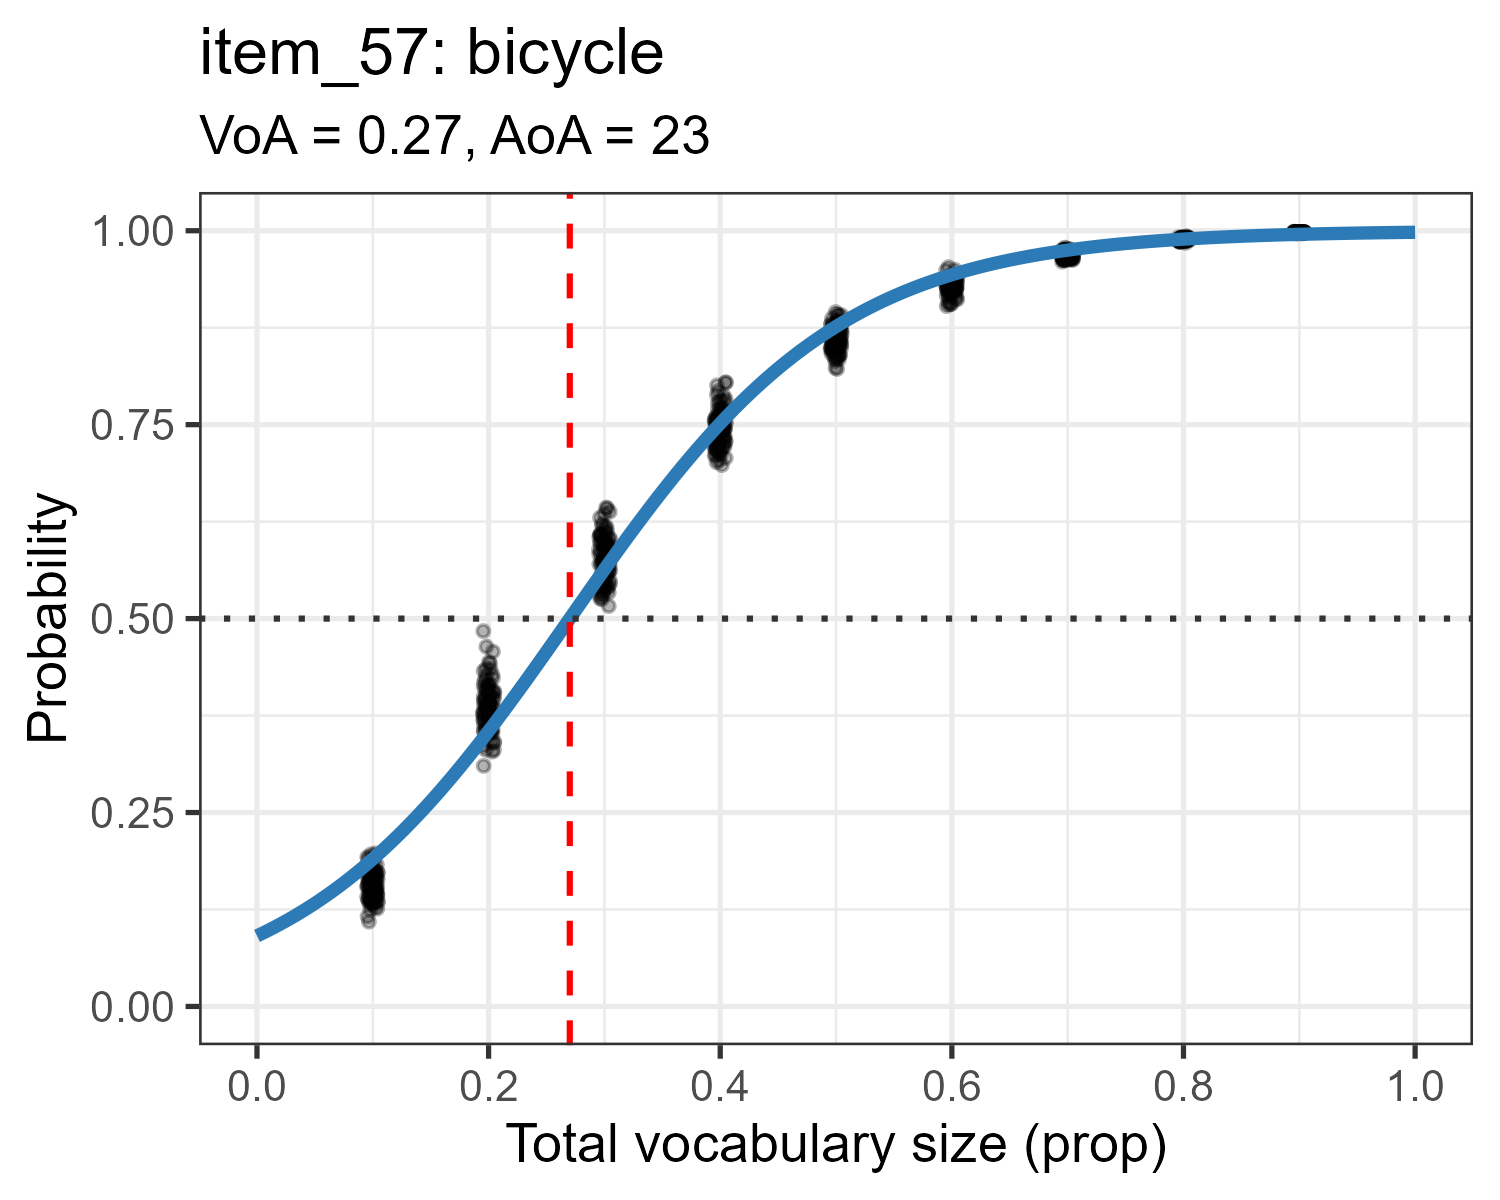 item_57: bicycle
VoA = 0.27, AoA = 23
1.00
0.75
0.50
0.25
0.00
Probability
0.0 0.2 0.4 0.6 0.8 1.0
Total vocabulary size (prop)